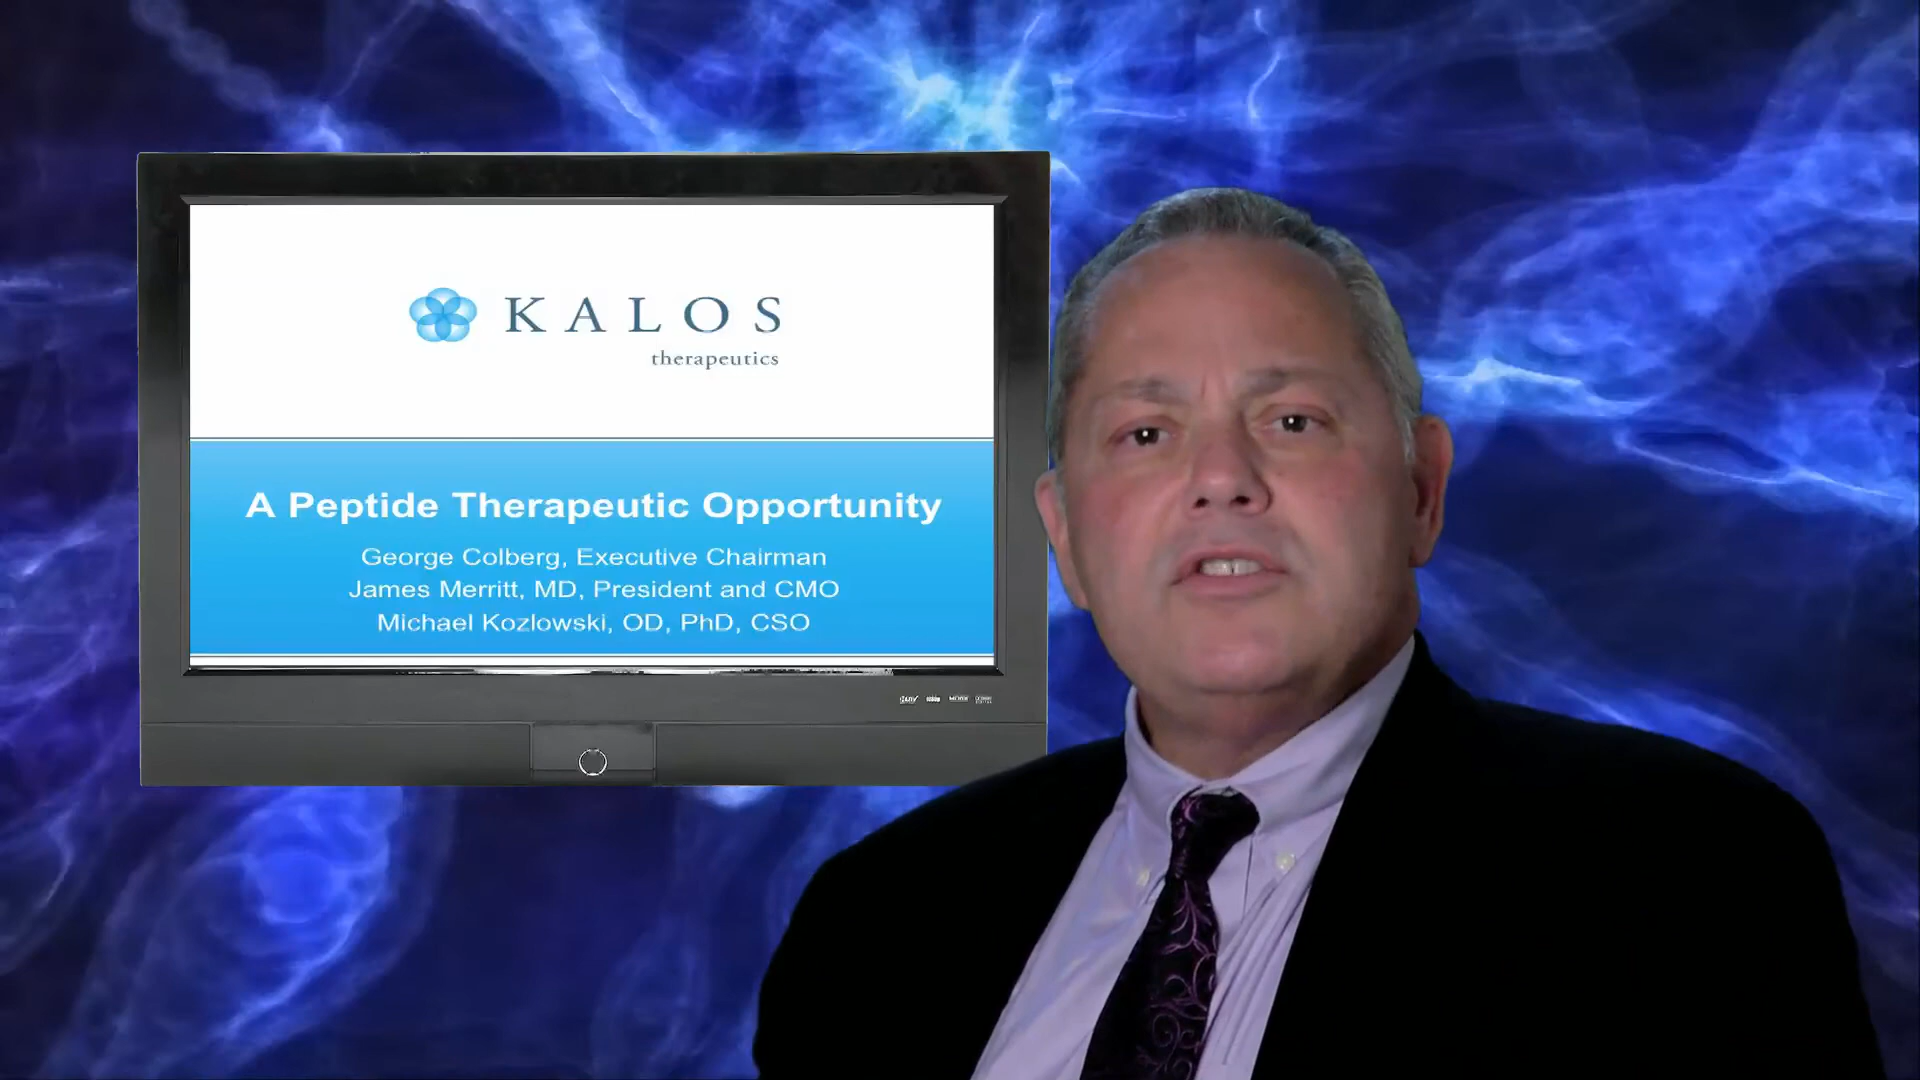 KALOS
therapeutics
A Peptide Therapeutic Opportunity
George Colberg, Executive Chairman
James Merritt, MD, President and CMO
Michael Kozlowski, OD, PhD, CSO